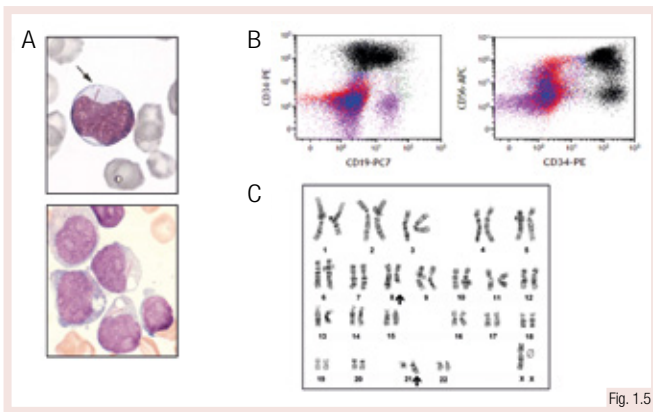 A
B
CD34-PE
CD19-PC7
CD56-APC
CD34-PE
C
1 2 3 4 5
6 7 8 9 10 11 12
13 14 15 16 17 18
19 20 21 22 X X
Fig. 1.5